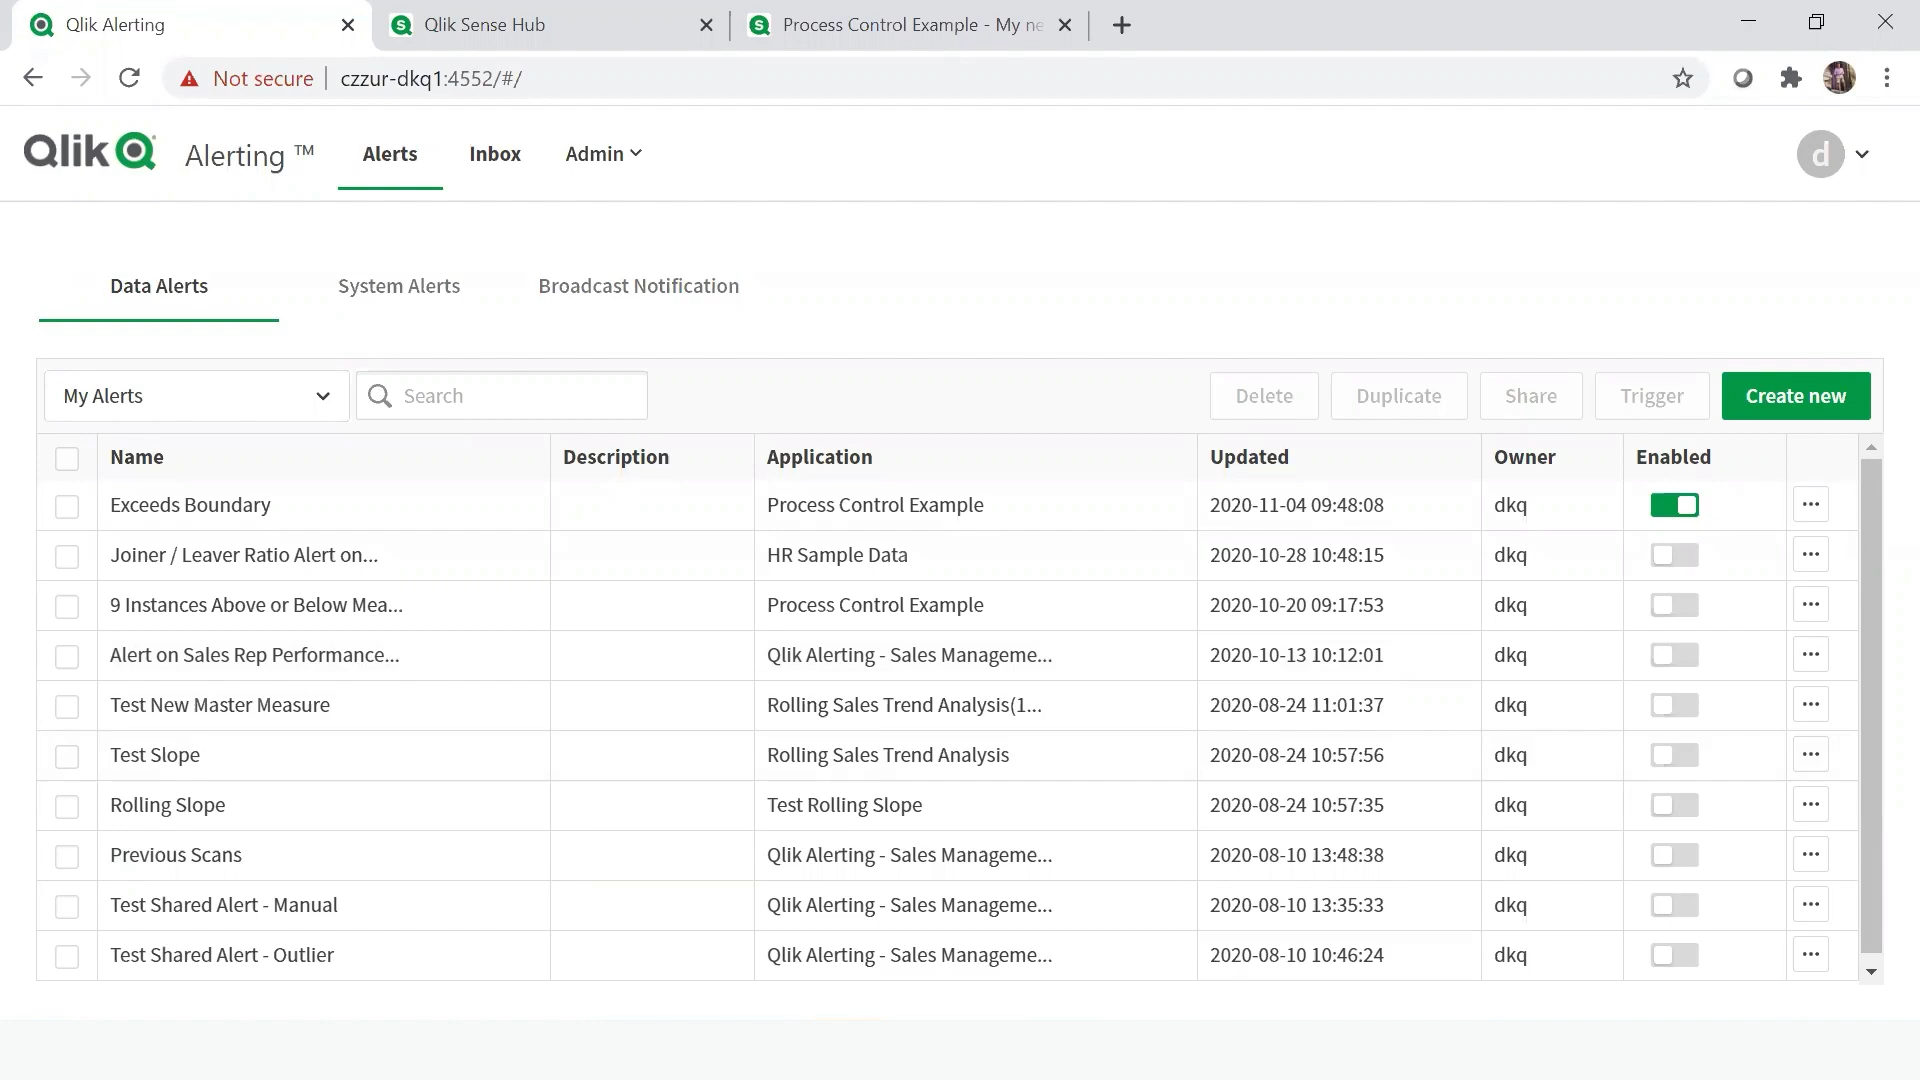 Qlik Alerting
Qlik Sense Hub
Process Control Example - My ne
Not secure
czzur-dkq1:4552/#/
Qlik
Alerting ™
Alerts
Inbox
Admin
d
Data Alerts
System Alerts
Broadcast Notification
My Alerts
Search
Delete
Duplicate
Share
Trigger
Create new
Name Description Application Updated Owner Enabled
Exceeds Boundary Process Control Example 2020-11-04 09:48:08 dkq
Joiner / Leaver Ratio Alert on... HR Sample Data 2020-10-28 10:48:15 dkq
9 Instances Above or Below Mea... Process Control Example 2020-10-20 09:17:53 dkq
Alert on Sales Rep Performance... Qlik Alerting - Sales Manageme... 2020-10-13 10:12:01 dkq
Test New Master Measure Rolling Sales Trend Analysis(1... 2020-08-24 11:01:37 dkq
Test Slope Rolling Sales Trend Analysis 2020-08-24 10:57:56 dkq
Rolling Slope Test Rolling Slope 2020-08-24 10:57:35 dkq
Previous Scans Qlik Alerting - Sales Manageme... 2020-08-10 13:48:38 dkq
Test Shared Alert - Manual Qlik Alerting - Sales Manageme... 2020-08-10 13:35:33 dkq
Test Shared Alert - Outlier Qlik Alerting - Sales Manageme... 2020-08-10 10:46:24 dkq